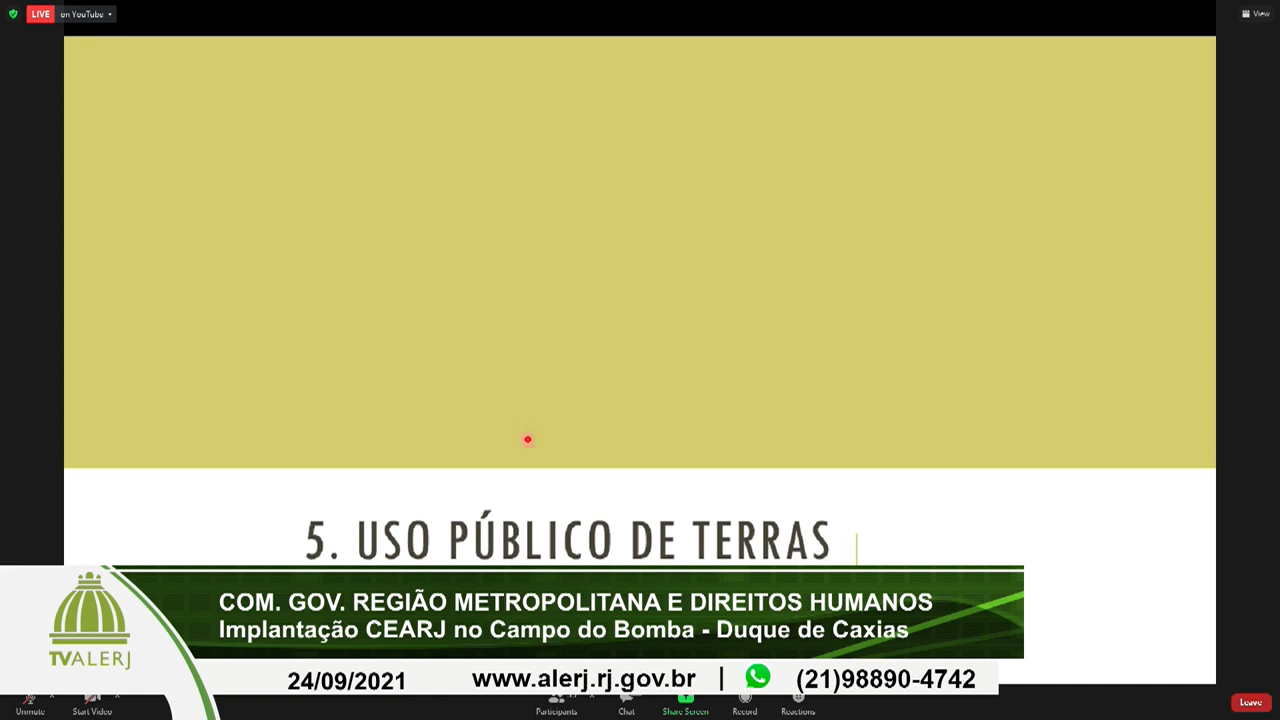 LIVE on YouTube
View
5. USO PÚBLICO DE TERRAS
COM. GOV. REGIÃO METROPOLITANA E DIREITOS HUMANOS
Implantação CEARJ no Campo do Bomba - Duque de Caxias
TVALERJ
24/09/2021 www.alerj.rj.gov.br | (21)98890-4742
Unmute Start Video Participants Chat Share Screen Record Reactions Leave